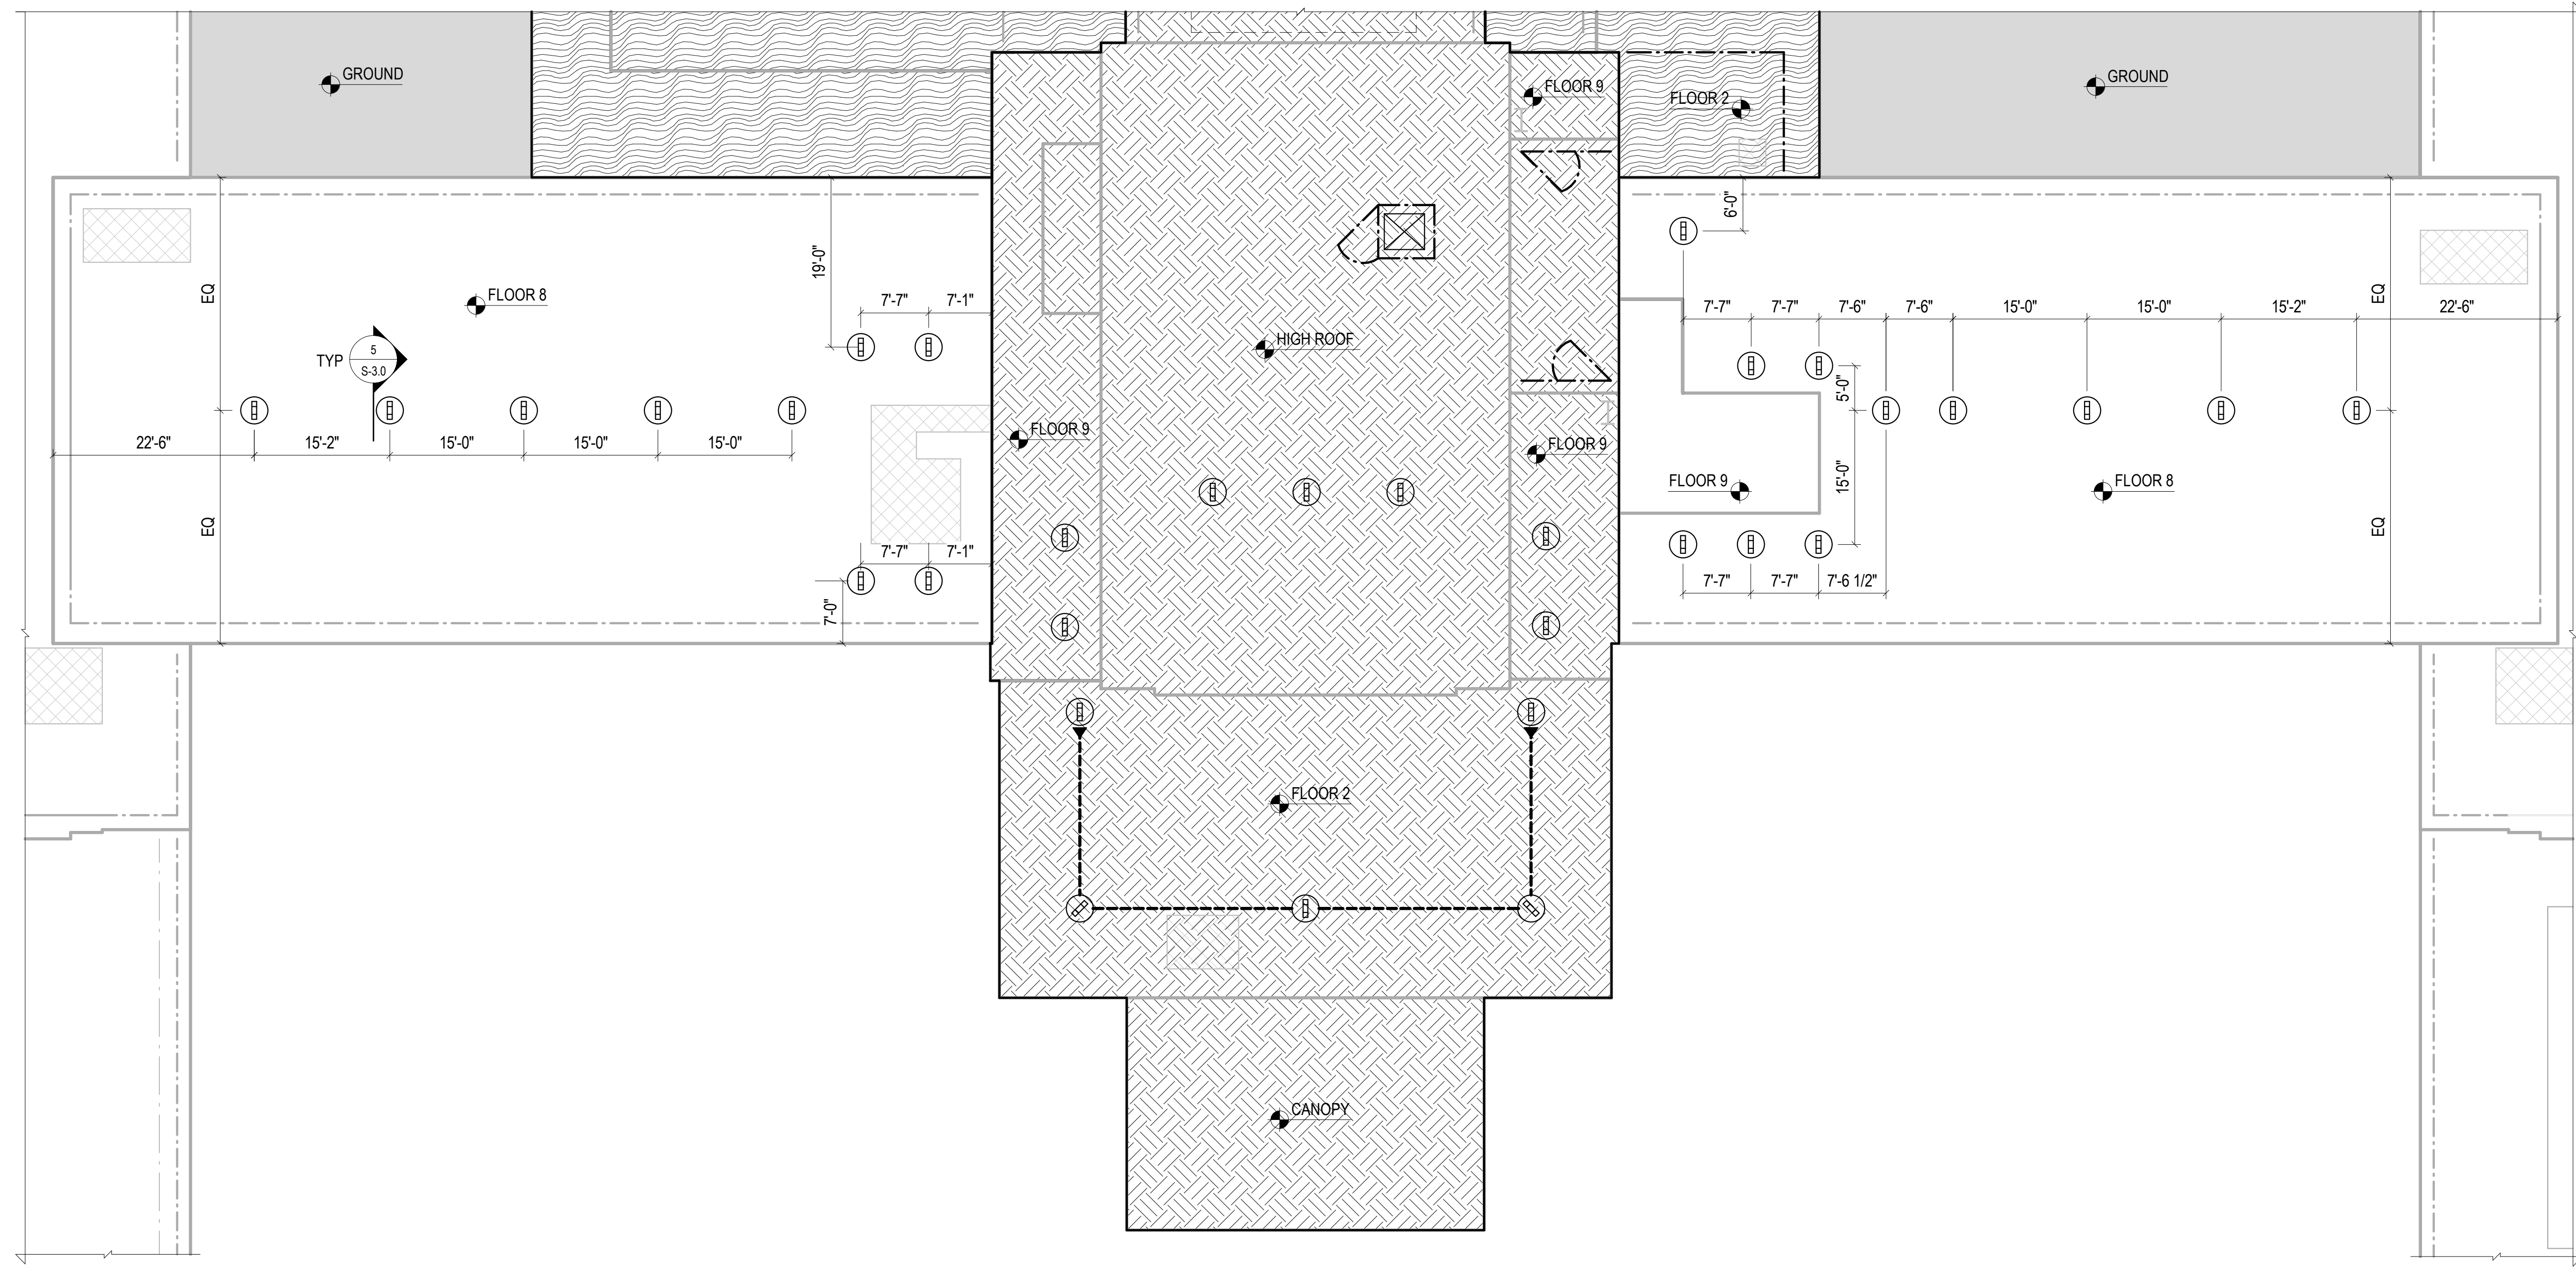 GROUND
GROUND
FLOOR 9
FLOOR 2
6'-0"
19'-0"
EQ
FLOOR 8
7'-7"
7'-1"
EQ
7'-7"
7'-7"
7'-6"
7'-6"
15'-0"
15'-0"
15'-2"
22'-6"
HIGH ROOF
TYP
5
S-3.0
5'-0"
22'-6"
15'-2"
15'-0"
15'-0"
15'-0"
FLOOR 9
FLOOR 9
15'-0"
FLOOR 9
FLOOR 8
EQ
EQ
7'-7"
7'-1"
7'-7"
7'-7"
7'-6 1/2"
7'-0"
FLOOR 2
CANOPY